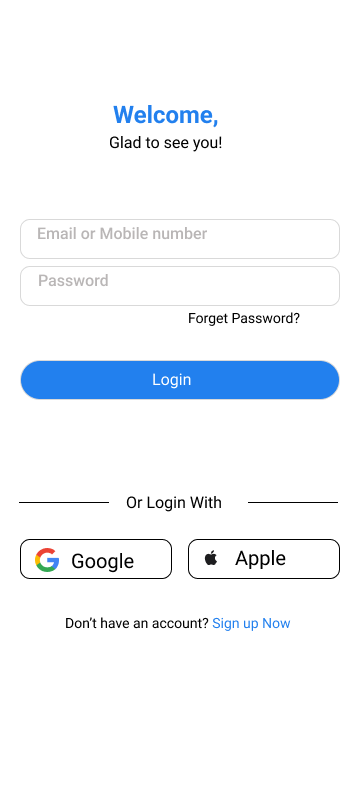 Welcome,
Glad to see you!
Email or Mobile number
Password
Forget Password?
Login
Or Login With
Google
Apple
Don’t have an account? Sign up Now